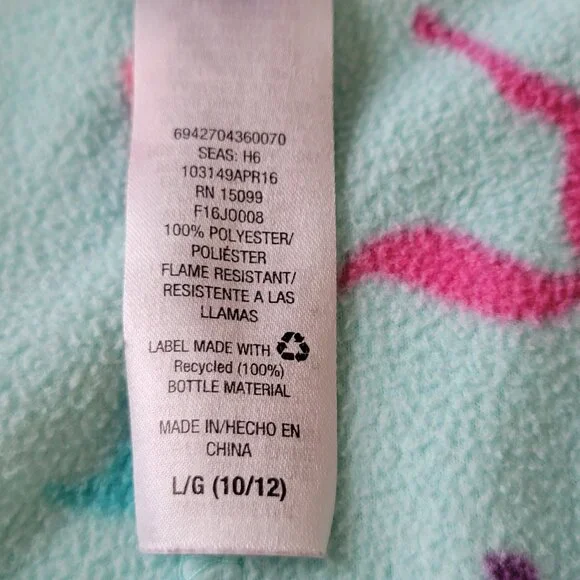 6942704360070
SEAS: H6
103149APR16
RN 15099
F16J0008
100% POLYESTER/
POLIÉSTER
FLAME RESISTANT/
RESISTENTE A LAS
LLAMAS
LABEL MADE WITH
Recycled (100%)
BOTTLE MATERIAL
MADE IN/HECHO EN
CHINA
L/G (10/12)